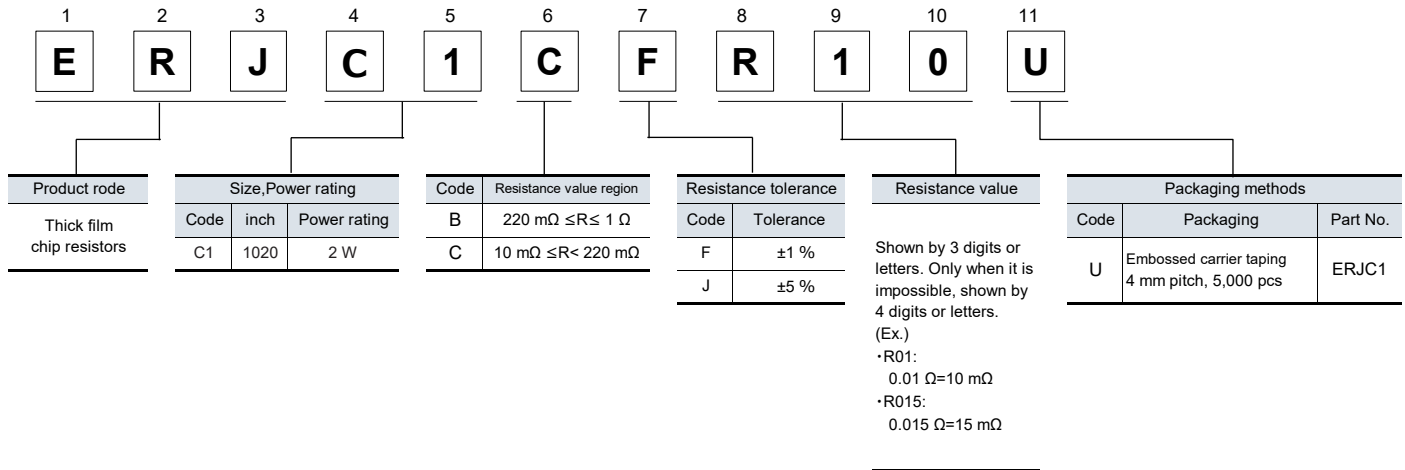 1 2 3 4 5 6 7 8 9 10 11
E R J C 1 C F R 1 0 U
Product rode
Thick film
chip resistors
Size,Power rating
Code inch Power rating
C1 1020 2 W
Code Resistance value region
B 220 mΩ ≤R≤ 1 Ω
C 10 mΩ ≤R< 220 mΩ
Resistance tolerance
Code Tolerance
F ±1 %
J ±5 %
Resistance value
Shown by 3 digits or
letters. Only when it is
impossible, shown by
4 digits or letters.
(Ex.)
・R01:
0.01 Ω=10 mΩ
・R015:
0.015 Ω=15 mΩ
Packaging methods
Code Packaging Part No.
U Embossed carrier taping
4 mm pitch, 5,000 pcs ERJC1